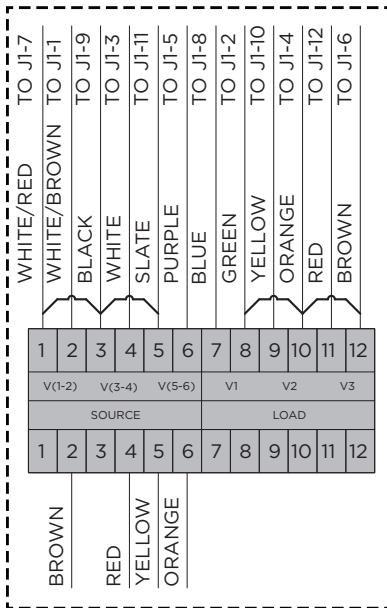 TO J1-7
TO J1-1
TO J1-9
TO J1-3
TO J1-11
TO J1-5
TO J1-8
TO J1-2
TO J1-10
TO J1-4
TO J1-12
TO J1-6
WHITE/RED
WHITE/BROWN
BLACK
WHITE
SLATE
PURPLE
BLUE
GREEN
YELLOW
ORANGE
RED
BROWN
1 2 3 4 5 6 7 8 9 10 11 12
V(1-2) V(3-4) V(5-6) V1 V2 V3
SOURCE LOAD
1 2 3 4 5 6 7 8 9 10 11 12
BROWN
RED
YELLOW
ORANGE